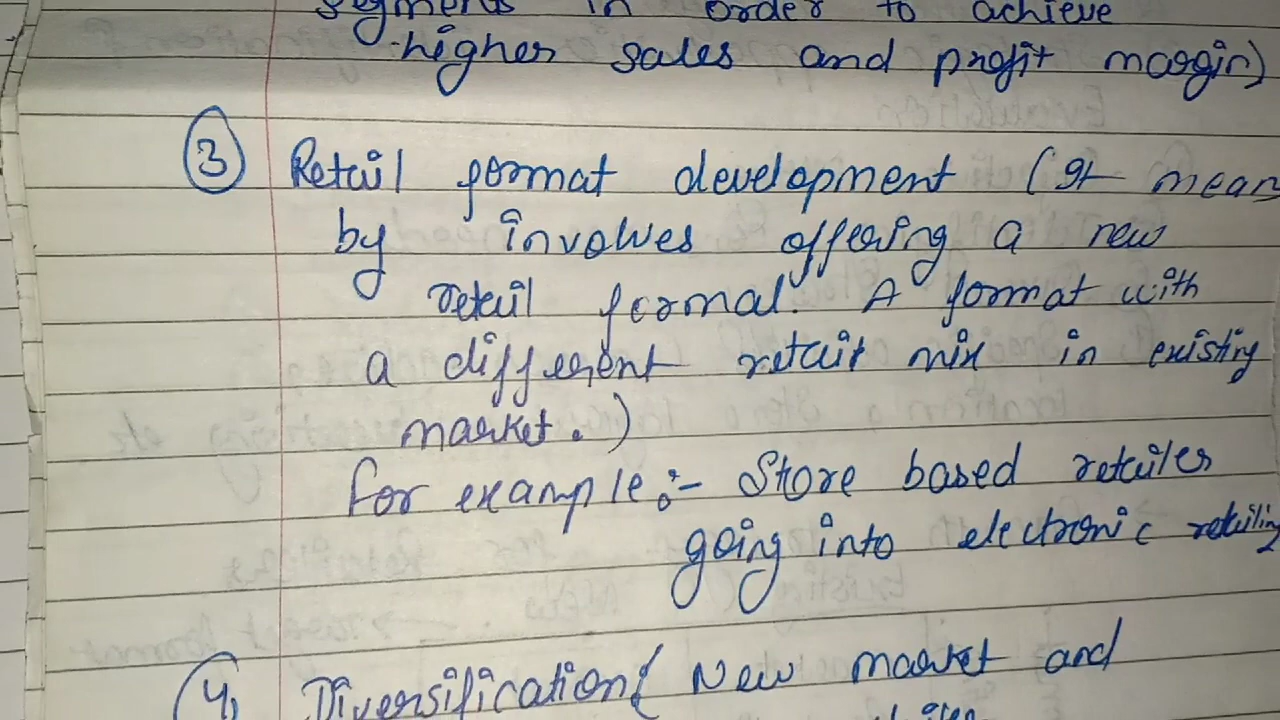 segments in order to achieve
higher sales and profit margin)
③ Retail format development (It mean
by involves offering a new
retail format. A format with
a different retail mix in existing
market.)
for example:- Store based retailer
going into electronic retailing
4, Diversification( New market and